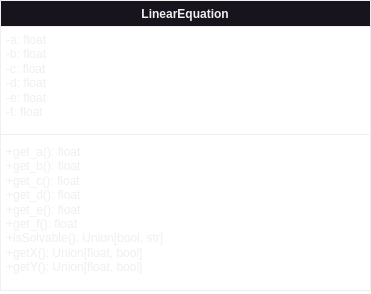 LinearEquation
-a: float
-b: float
-c: float
-d: float
-e: float
-f: float
+get_a(): float
+get_b(): float
+get_c(): float
+get_d(): float
+get_e(): float
+get_f(): float
+isSolvable(): Union[bool, str]
+getX(): Union[float, bool]
+getY(): Union[float, bool]